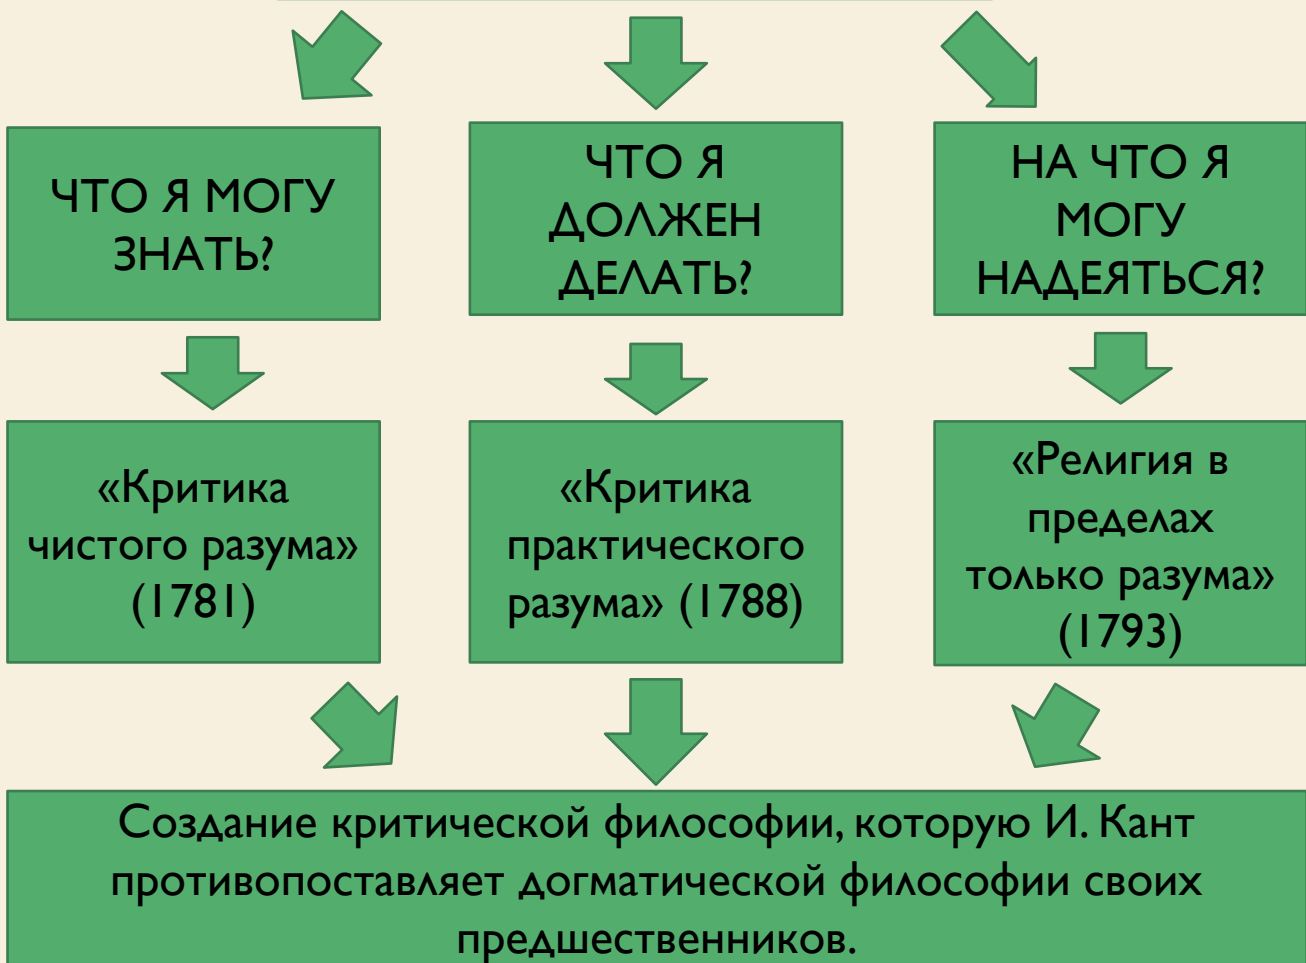 ЧТО Я МОГУ
ЗНАТЬ?
ЧТО Я
ДОЛЖЕН
ДЕЛАТЬ?
НА ЧТО Я
МОГУ
НАДЕЯТЬСЯ?
«Критика
чистого разума»
(1781)
«Критика
практического
разума» (1788)
«Религия в
пределах
только разума»
(1793)
Создание критической философии, которую И. Кант
противопоставляет догматической философии своих
предшественников.